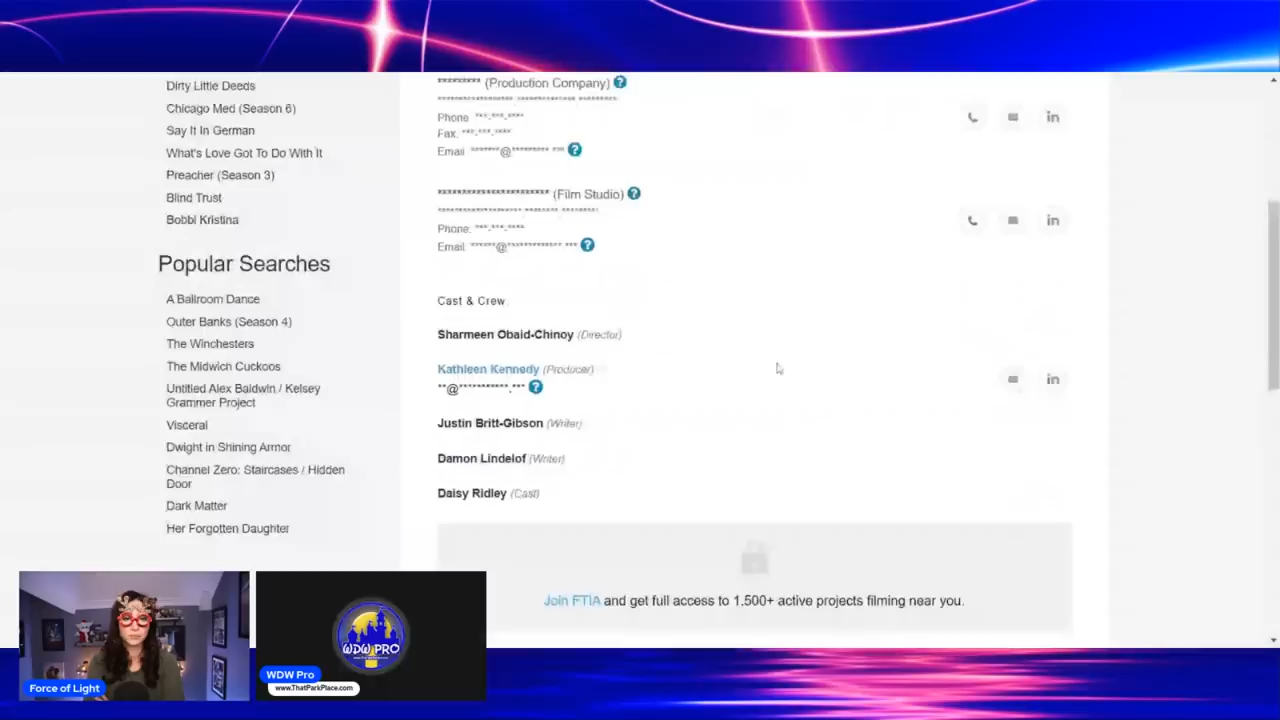 Dirty Little Deeds
Chicago Med (Season 6)
Say It In German
What's Love Got To Do With It
Preacher (Season 3)
Blind Trust
Bobbi Kristina
Popular Searches
A Ballroom Dance
Outer Banks (Season 4)
The Winchesters
The Midwich Cuckoos
Untitled Alex Baldwin / Kelsey
Grammer Project
Visceral
Dwight in Shining Armor
Channel Zero: Staircases / Hidden
Door
Dark Matter
Her Forgotten Daughter
********* (Production Company) ?
Phone: ***-***-****
Fax: ***-***-****
Email: ******@********* *** ?
********************** (Film Studio) ?
Phone: ***-***-****
Email: ******@************* *** ?
in
in
Cast & Crew
Sharmeen Obaid-Chinoy (Director)
Kathleen Kennedy (Producer)
**@***********.*** ?
in
Justin Britt-Gibson (Writer)
Damon Lindelof (Writer)
Daisy Ridley (Cast)
Join FTIA and get full access to 1,500+ active projects filming near you.
Force of Light
WDW PRO
WDW Pro
www.ThatParkPlace.com